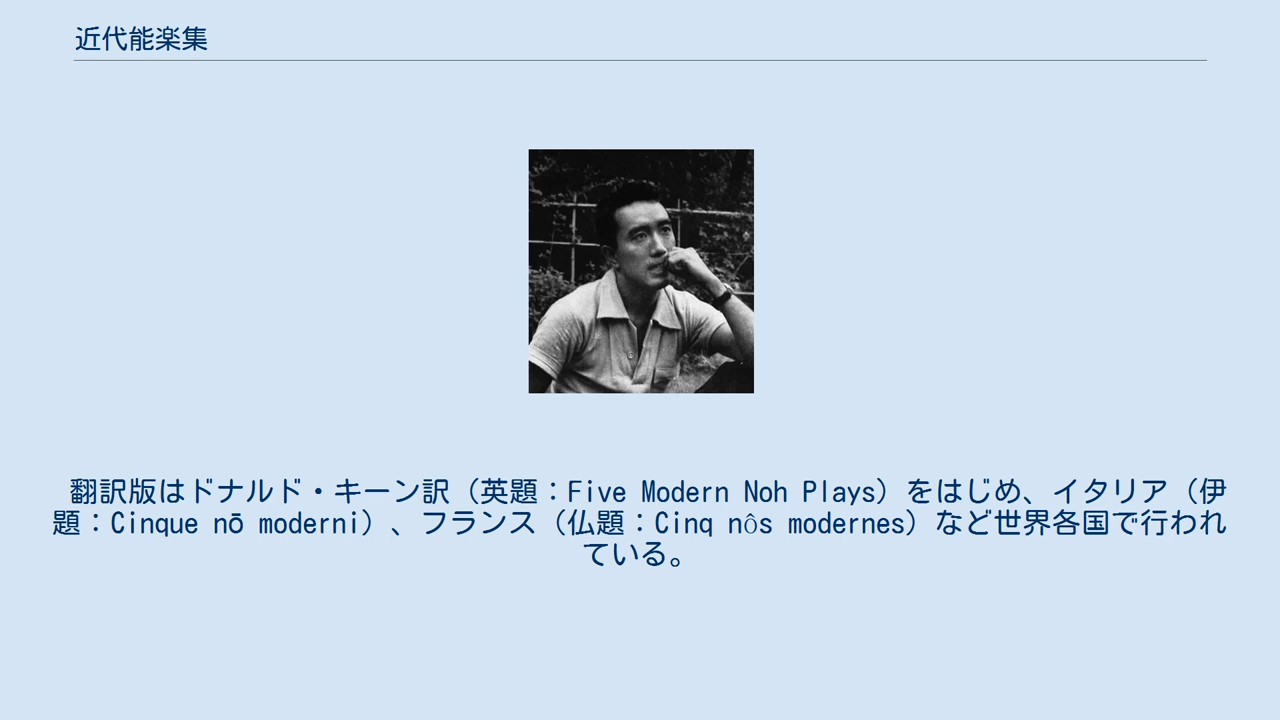 近代能楽集
翻訳版はドナルド・キーン訳（英題：Five Modern Noh Plays）をはじめ、イタリア（伊
題：Cinque nō moderni）、フランス（仏題：Cinq nôs modernes）など世界各国で行われ
ている。